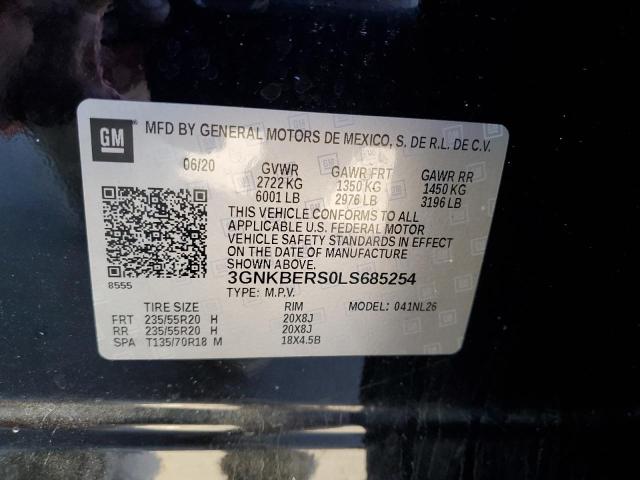 GM
MFD BY GENERAL MOTORS DE MEXICO, S. DE R.L. DE C.V.
06/20 GVWR GAWR FRT GAWR RR
2722 KG 1350 KG 1450 KG
6001 LB 2976 LB 3196 LB
THIS VEHICLE CONFORMS TO ALL
APPLICABLE U.S. FEDERAL MOTOR
VEHICLE SAFETY STANDARDS IN EFFECT
ON THE DATE OF MANUFACTURE
SHOWN ABOVE.
3GNKBERS0LS685254
8555 TYPE: M.P.V.
TIRE SIZE RIM MODEL: 041NL26
FRT 235/55R20 H 20X8J
RR 235/55R20 H 20X8J
SPA T135/70R18 M 18X4.5B